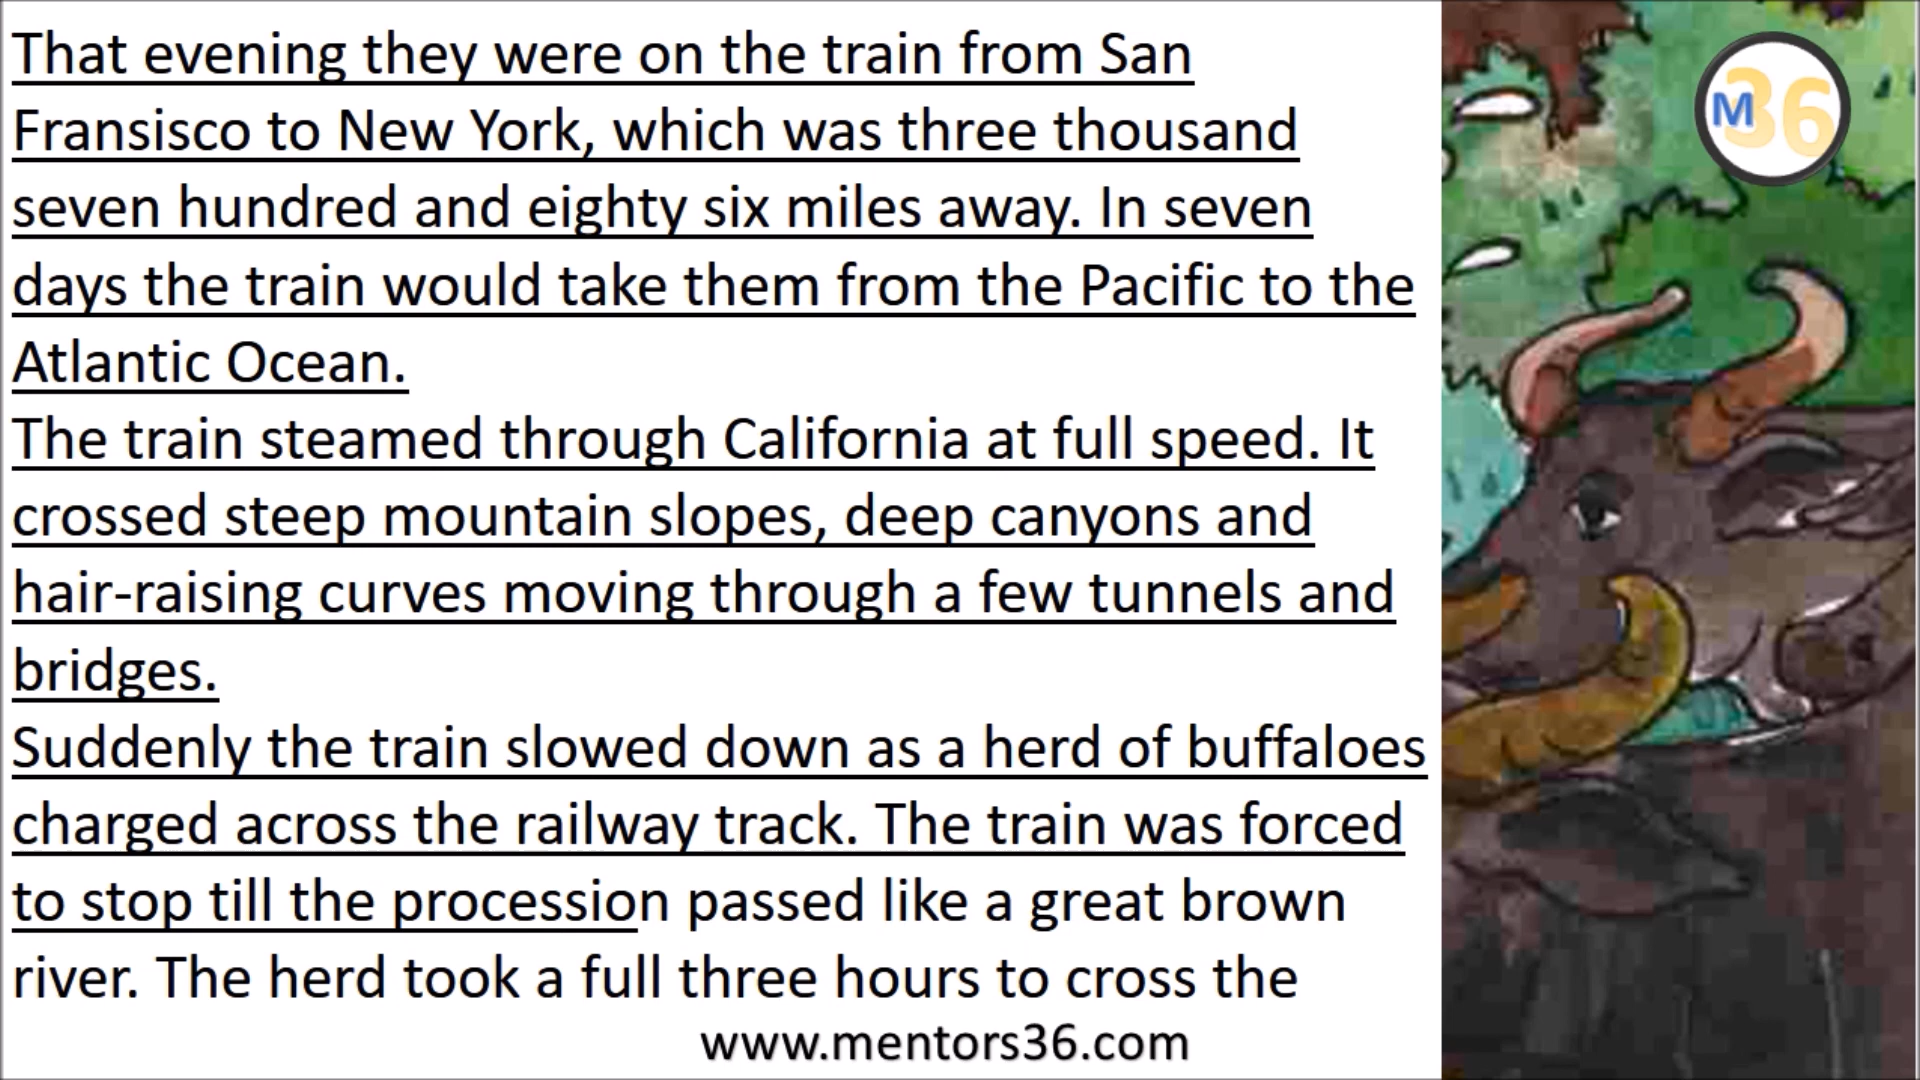 That evening they were on the train from San
Fransisco to New York, which was three thousand
seven hundred and eighty six miles away. In seven
days the train would take them from the Pacific to the
Atlantic Ocean.
The train steamed through California at full speed. It
crossed steep mountain slopes, deep canyons and
hair-raising curves moving through a few tunnels and
bridges.
Suddenly the train slowed down as a herd of buffaloes
charged across the railway track. The train was forced
to stop till the procession passed like a great brown
river. The herd took a full three hours to cross the
www.mentors36.com
M36